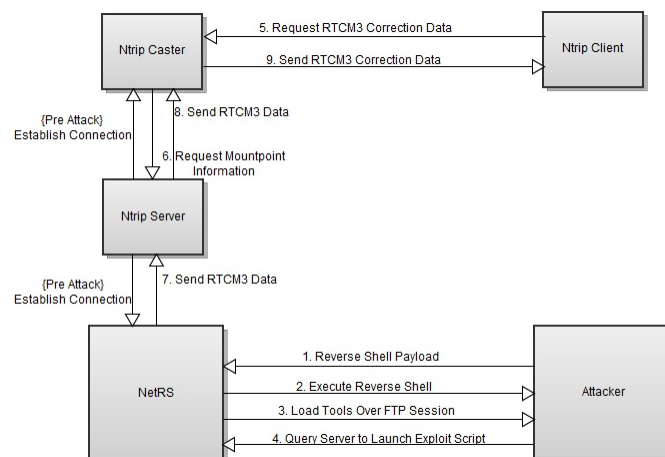 5. Request RTCM3 Correction Data
Ntrip Caster
Ntrip Client
9. Send RTCM3 Correction Data
{Pre Attack}
Establish Connection
8. Send RTCM3 Data
6. Request Mountpoint
Information
Ntrip Server
{Pre Attack}
Establish Connection
7. Send RTCM3 Data
1. Reverse Shell Payload
2. Execute Reverse Shell
NetRS
Attacker
3. Load Tools Over FTP Session
4. Query Server to Launch Exploit Script